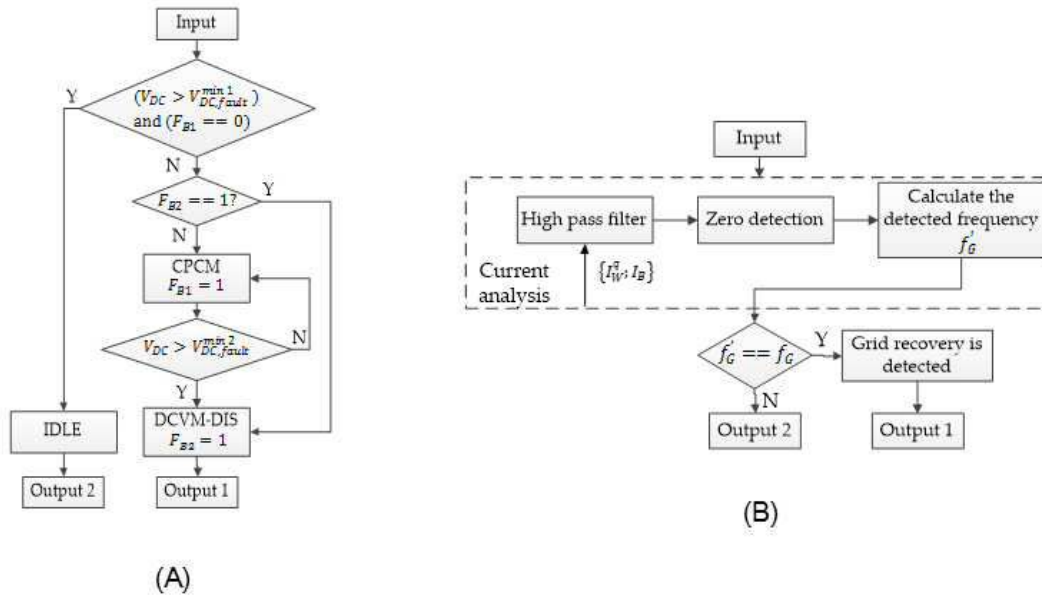 Input
(V_DC > V_DC,fault^min 1)
and (F_B1 == 0)
Y
N
F_B2 == 1?
Y
N
CPCM
F_B1 = 1
V_DC > V_DC,fault^min 2
N
Y
IDLE
DCVM-DIS
F_B2 = 1
Output 2
Output 1
(A)
Input
High pass filter
Zero detection
Calculate the
detected frequency
f_G'
Current
analysis
{I_W^q; I_B}
f_G' == f_G
Y
Grid recovery is
detected
N
Output 2
Output 1
(B)